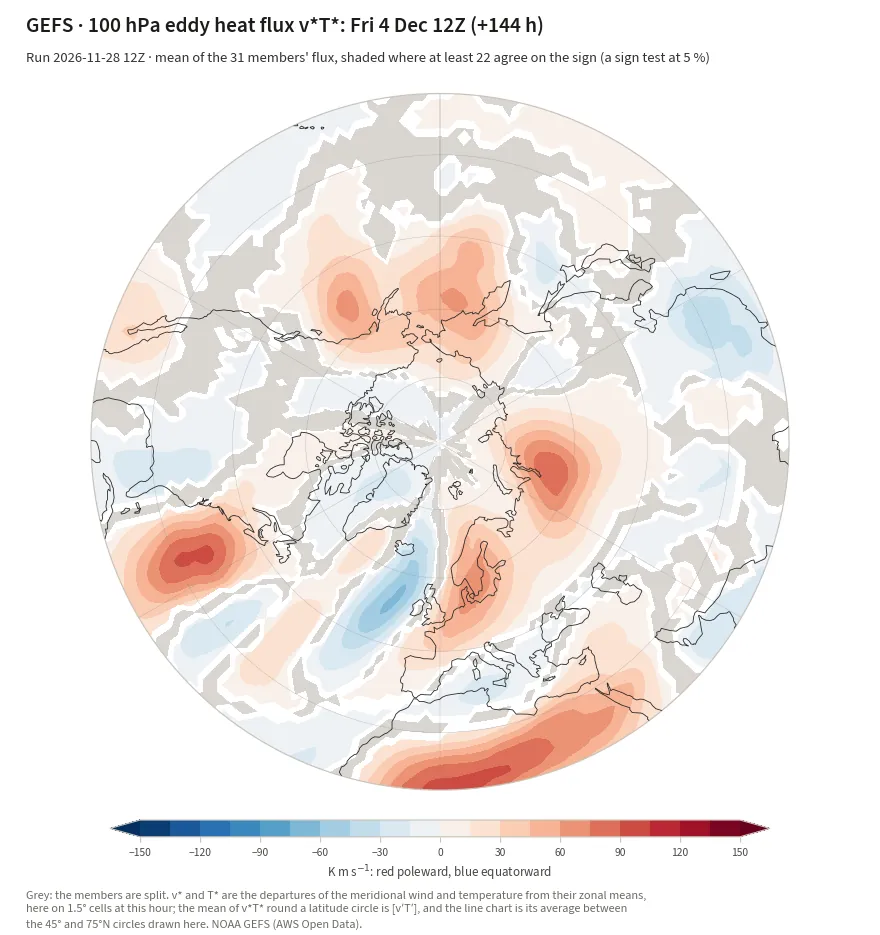 GEFS · 100 hPa eddy heat flux v*T*: Fri 4 Dec 12Z (+144 h)
Run 2026-11-28 12Z · mean of the 31 members' flux, shaded where at least 22 agree on the sign (a sign test at 5 %)
−150 −120 −90 −60 −30 0 30 60 90 120 150
K m s⁻¹: red poleward, blue equatorward
Grey: the members are split. v* and T* are the departures of the meridional wind and temperature from their zonal means,
here on 1.5° cells at this hour; the mean of v*T* round a latitude circle is [v'T'], and the line chart is its average between
the 45° and 75°N circles drawn here. NOAA GEFS (AWS Open Data).